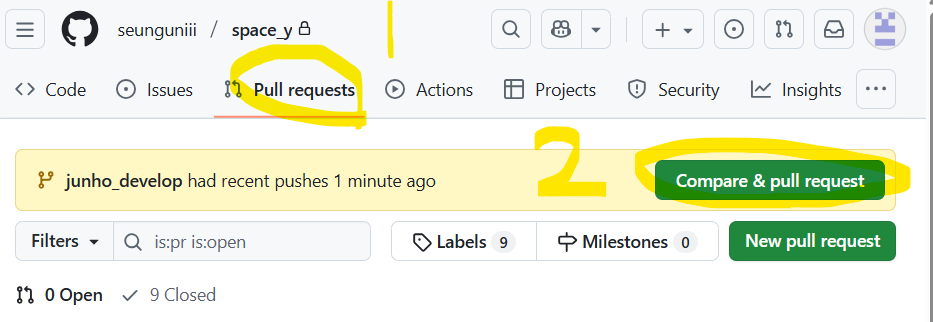 1
seunguniii / space_y
Code Issues Pull requests Actions Projects Security Insights ...
2
junho_develop had recent pushes 1 minute ago Compare & pull request
Filters is:pr is:open Labels 9 Milestones 0 New pull request
0 Open 9 Closed